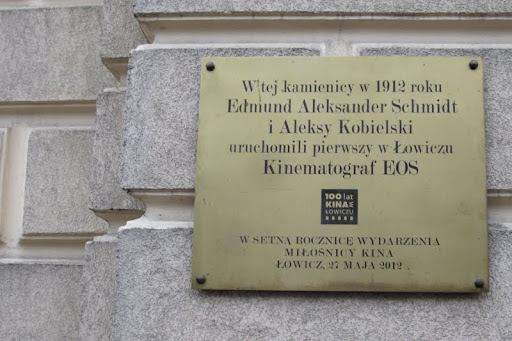 W tej kamienicy w 1912 roku
Edmund Aleksander Schmidt
i Aleksy Kobielski
uruchomili pierwszy w Łowiczu
Kinematograf EOS
100 lat
KINA w
ŁOWICZU
W SETNĄ ROCZNICĘ WYDARZENIA
MIŁOŚNICY KINA
ŁOWICZ, 27 MAJA 2012